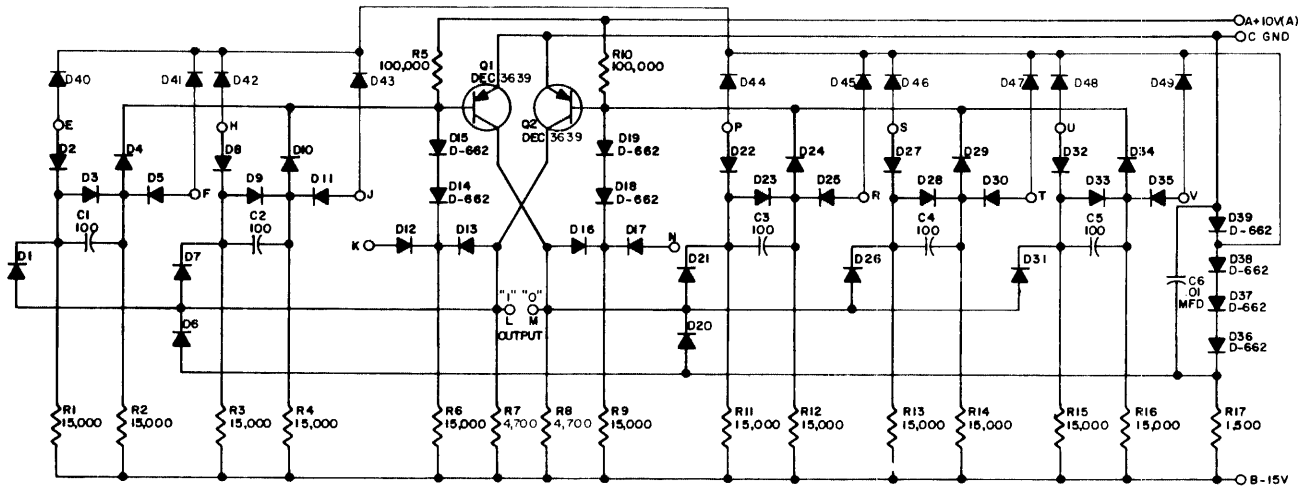 A+10V(A)
C GND
R5
100,000
R10
100,000
Q1
DEC 3639
Q2
DEC 3639
D40
D41
D42
D43
D44
D45
D46
D47
D48
D49
E
H
P
S
U
D2
D4
D8
D10
D15
D-662
D19
D-662
D22
D24
D27
D29
D32
D34
D3
D5
F
D9
D11
J
D14
D-662
D18
D-662
D23
D25
R
D28
D30
T
D33
D35
V
D39
D-662
C1
100
C2
100
K
D12
D13
D16
D17
N
C3
100
C4
100
C5
100
D1
D7
D21
D26
D31
D38
D-662
C6
.01
MFD
D37
D-662
D6
"1" "0"
L M
OUTPUT
D20
D36
D-662
R1
15,000
R2
15,000
R3
15,000
R4
15,000
R6
15,000
R7
4,700
R8
4,700
R9
15,000
R11
15,000
R12
15,000
R13
15,000
R14
15,000
R15
15,000
R16
15,000
R17
1,500
B-15V